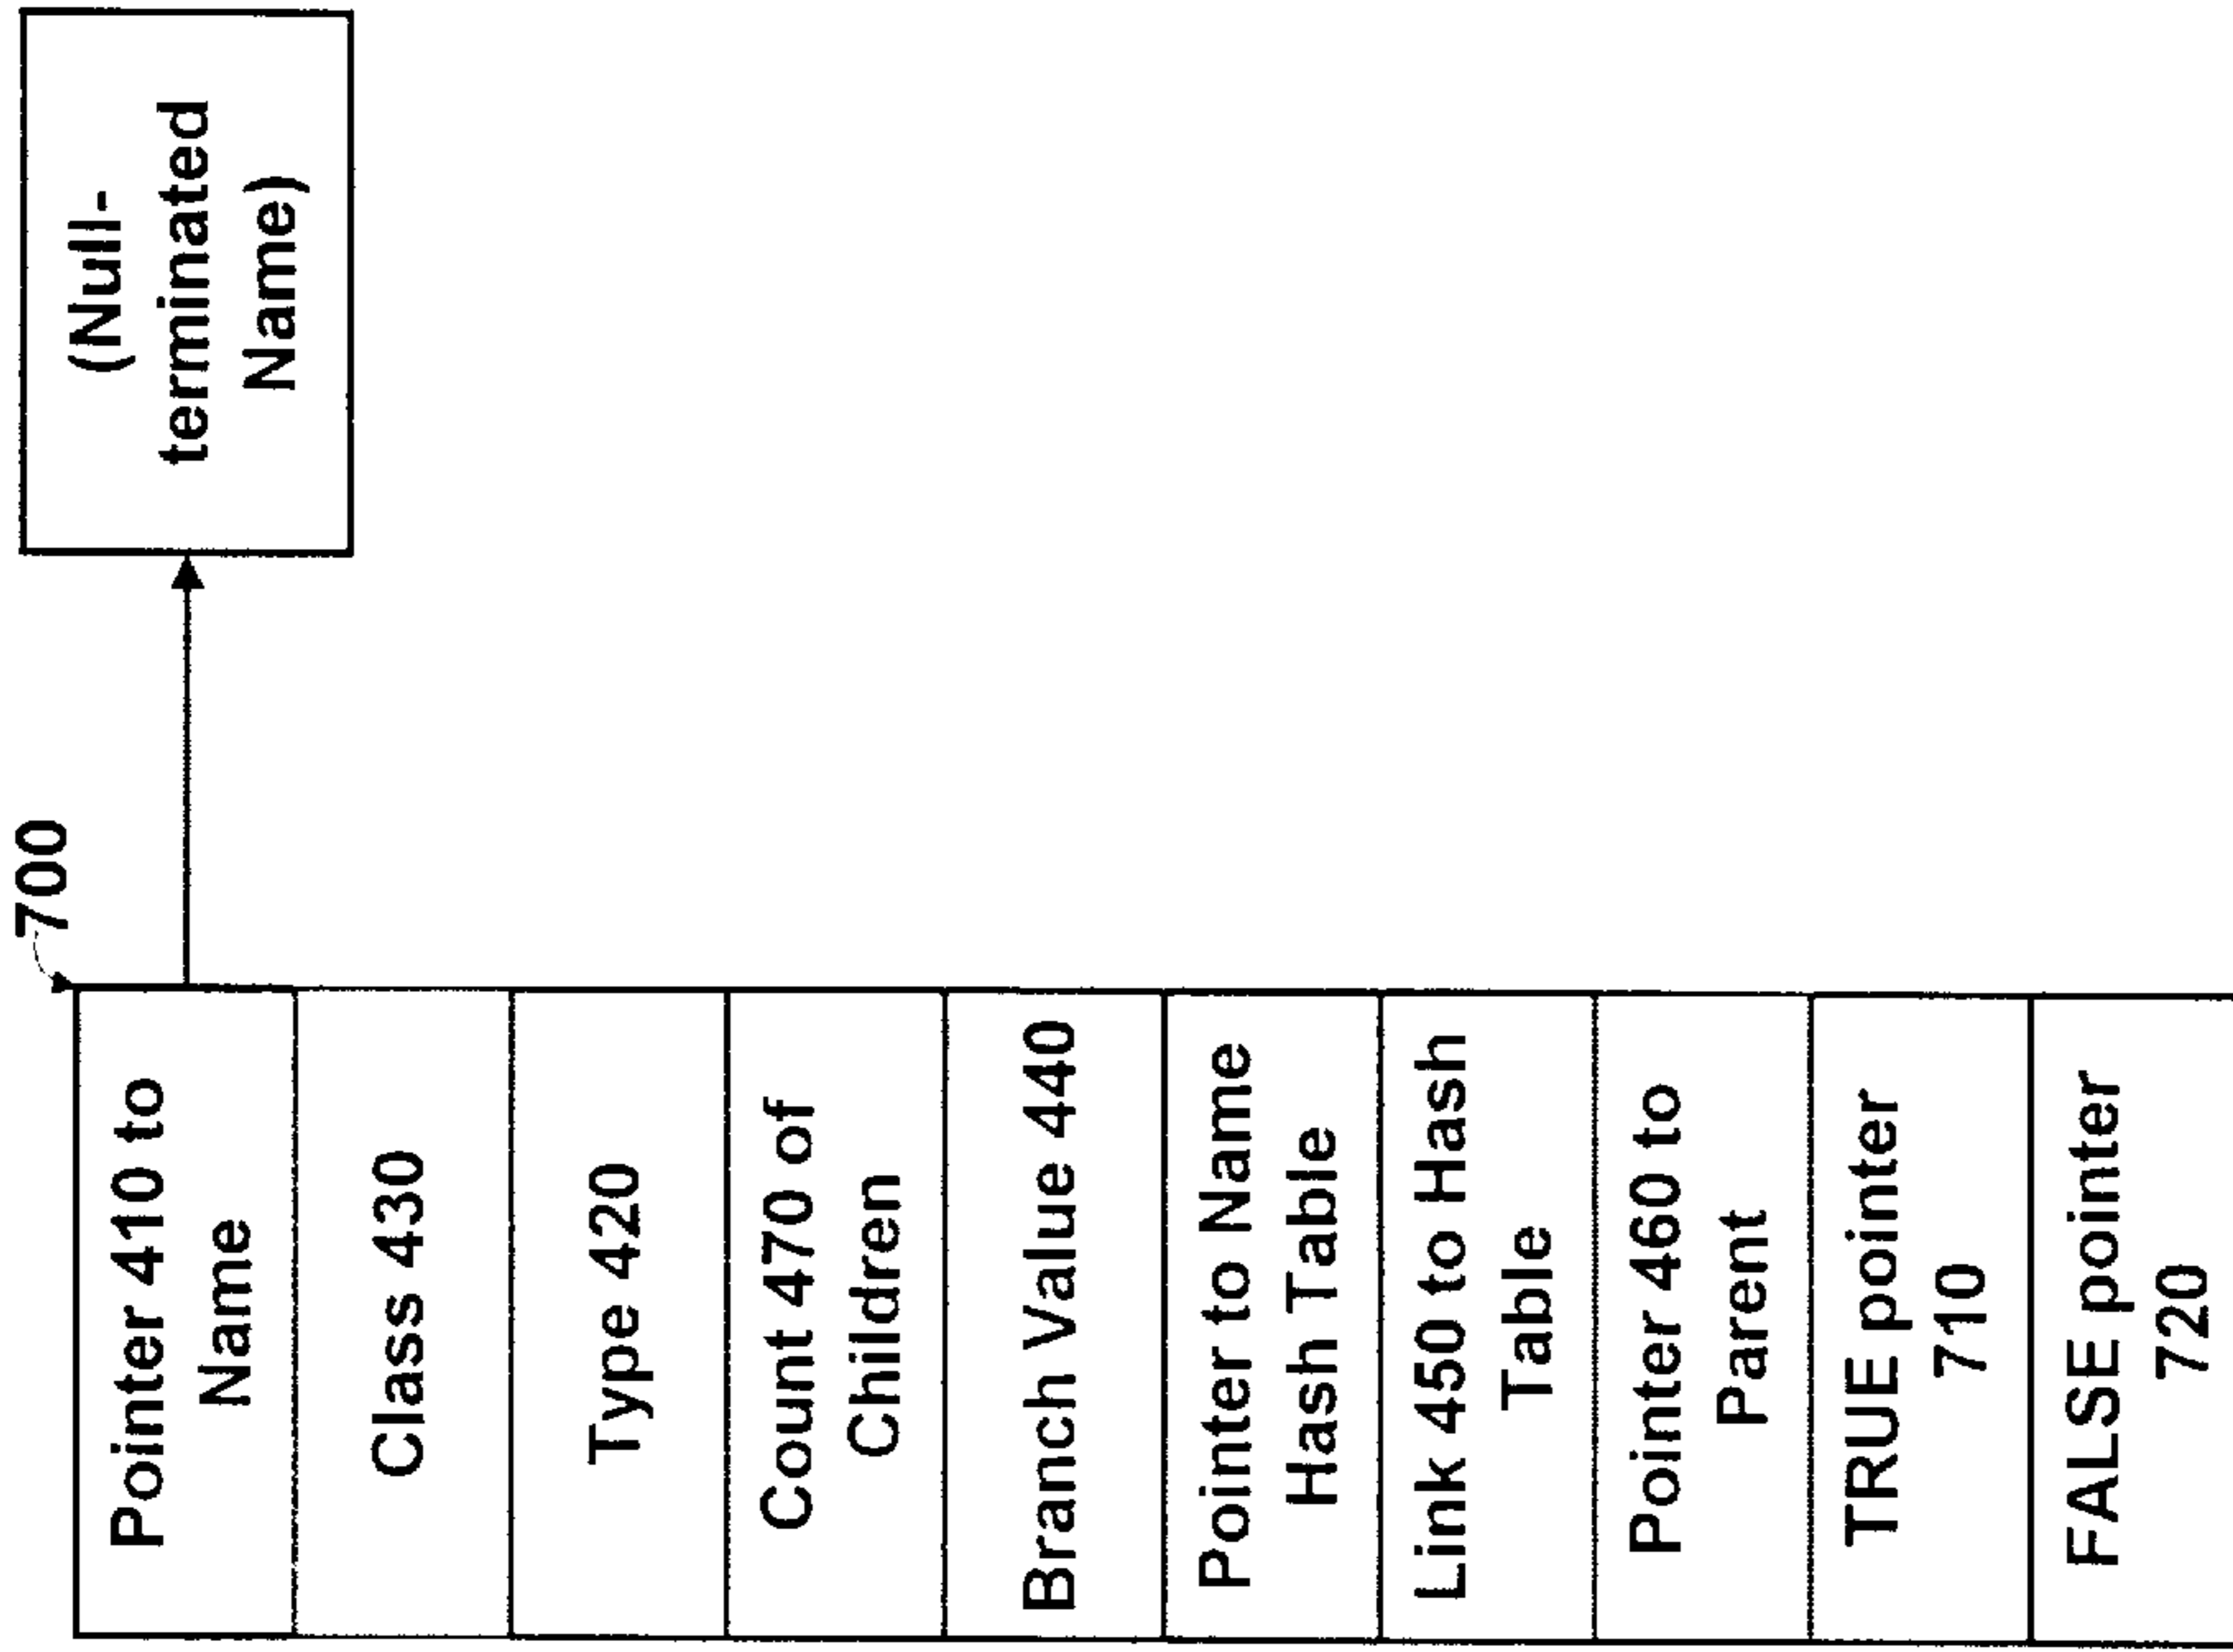 700
Pointer 410 to
Name
(Null-
terminated
Name)
Class 430
Type 420
Count 470 of
Children
Branch Value 440
Pointer to Name
Hash Table
Link 450 to Hash
Table
Pointer 460 to
Parent
TRUE pointer
710
FALSE pointer
720